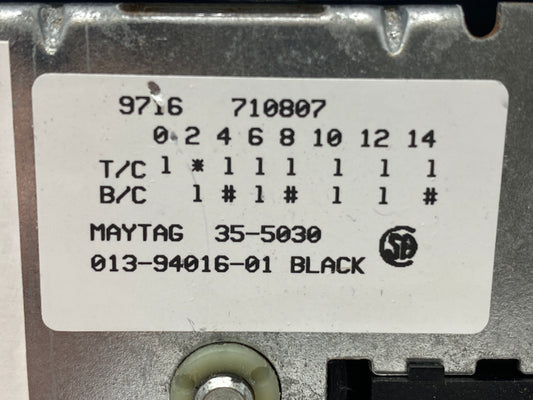 9716 710807
0 2 4 6 8 10 12 14
T/C 1 * 1 1 1 1 1 1
B/C 1 # 1 # 1 1 #
MAYTAG 35-5030
013-94016-01 BLACK
SA